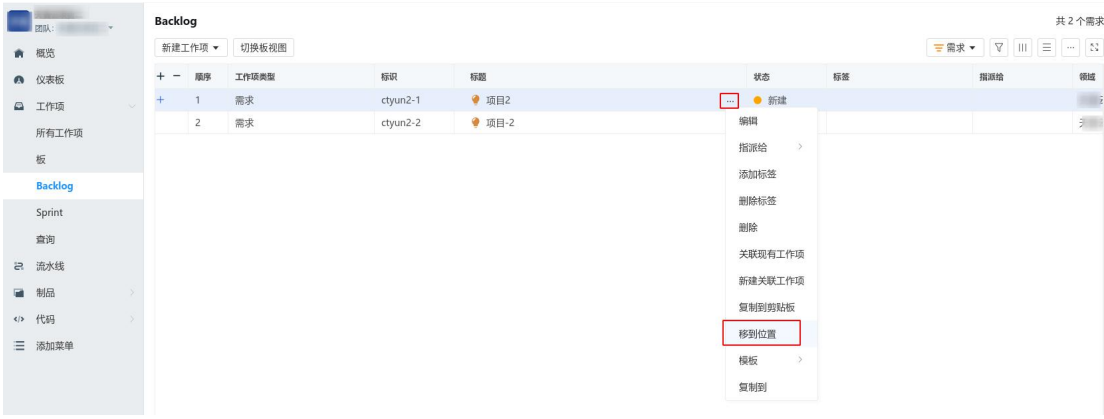 团队:
概览
仪表板
工作项
所有工作项
板
Backlog
Sprint
查询
流水线
制品
代码
添加菜单
Backlog
共 2 个需求
新建工作项
切换板视图
需求
顺序 工作项类型 标识 标题 状态 标签 指派给 领域
1 需求 ctyun2-1 项目2 ... 新建
2 需求 ctyun2-2 项目-2
编辑
指派给
添加标签
删除标签
删除
关联现有工作项
新建关联工作项
复制到剪贴板
移到位置
模板
复制到